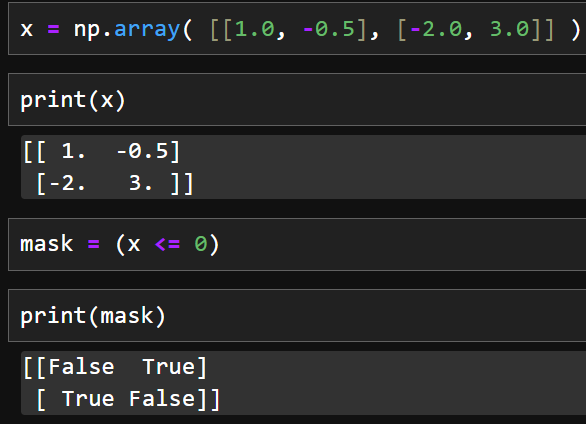 x = np.array( [[1.0, -0.5], [-2.0, 3.0]] )
print(x)
[[ 1.  -0.5]
 [-2.   3. ]]
mask = (x <= 0)
print(mask)
[[False  True]
 [ True False]]